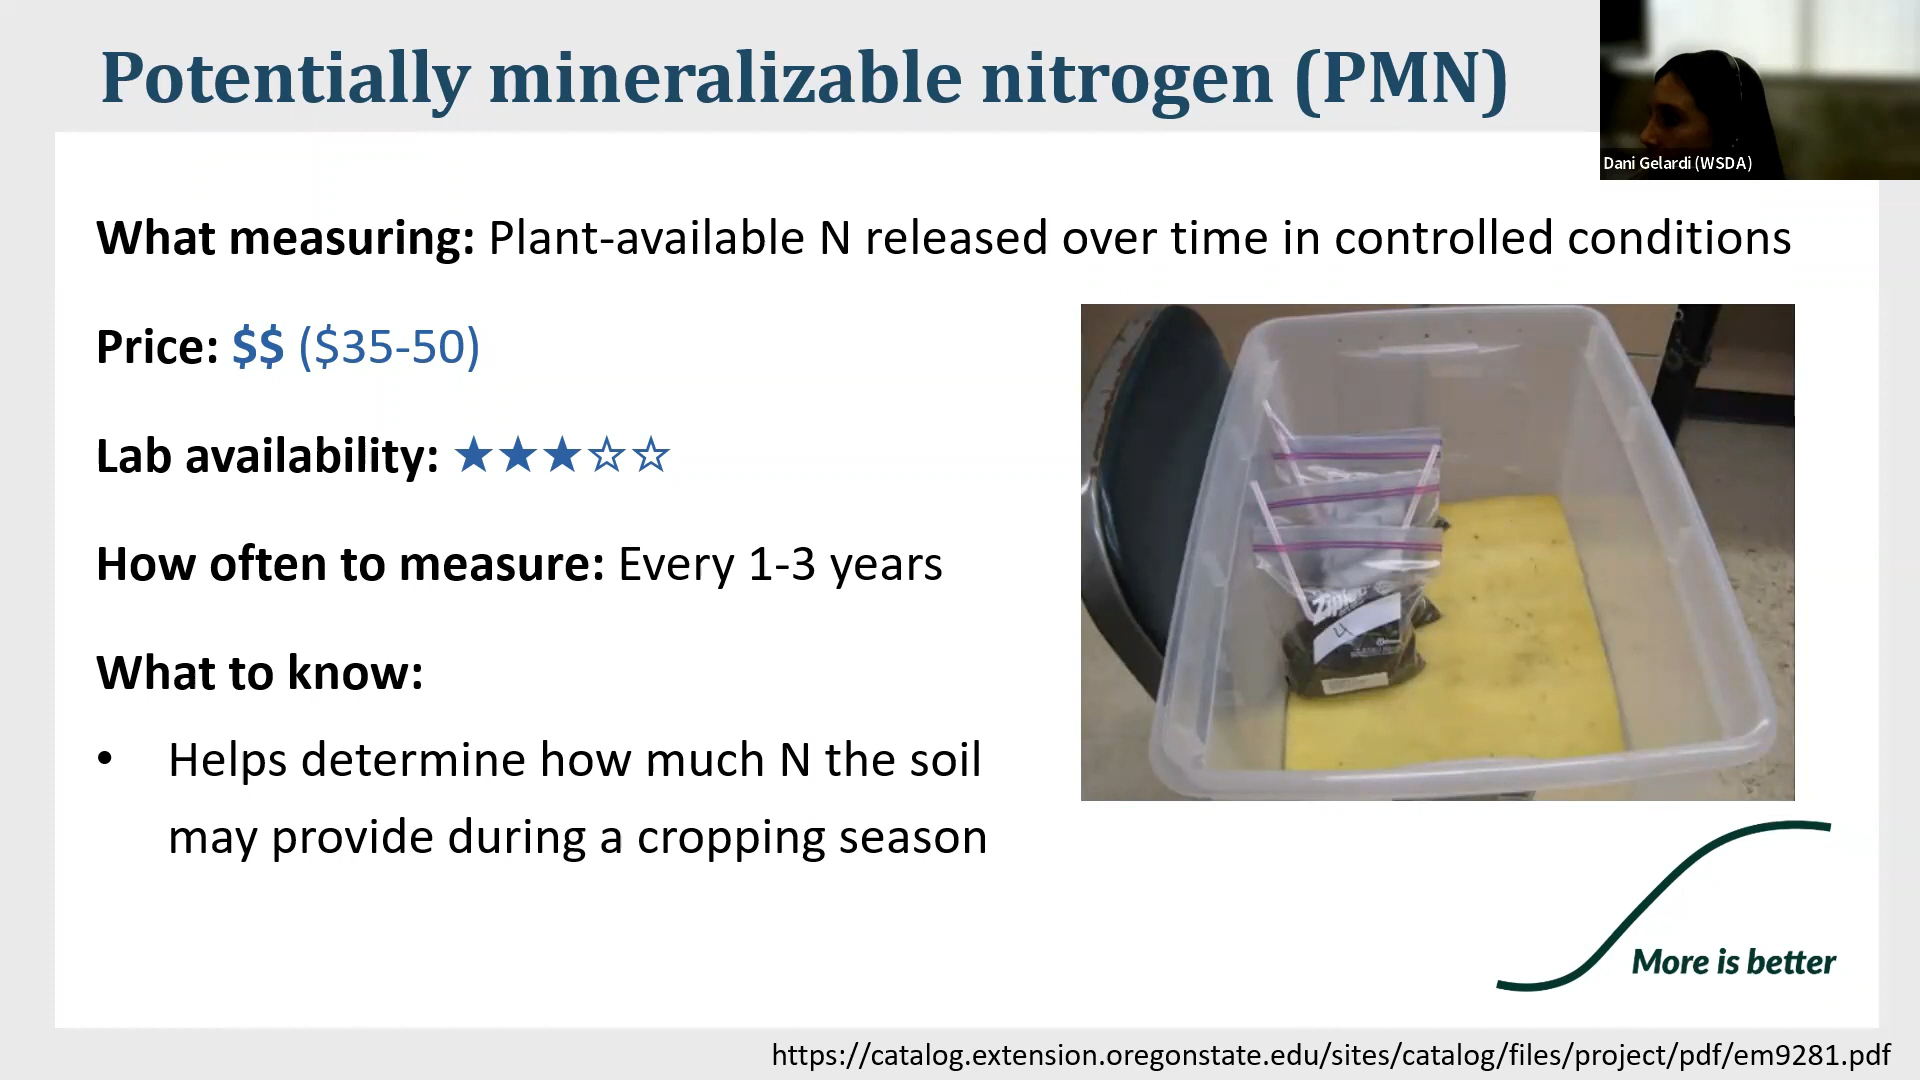 Potentially mineralizable nitrogen (PMN)
Dani Gelardi (WSDA)
What measuring: Plant-available N released over time in controlled conditions
Price: $$ ($35-50)
Lab availability: ★★★☆☆
How often to measure: Every 1-3 years
What to know:
• Helps determine how much N the soil
may provide during a cropping season
Ziploc
4
More is better
https://catalog.extension.oregonstate.edu/sites/catalog/files/project/pdf/em9281.pdf